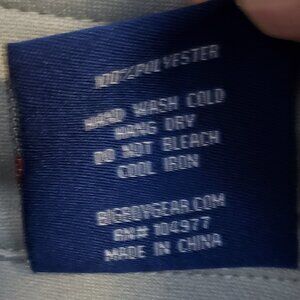 100% POLYESTER
HAND WASH COLD
HANG DRY
DO NOT BLEACH
COOL IRON
BIGBOYGEAR.COM
RN# 104977
MADE IN CHINA